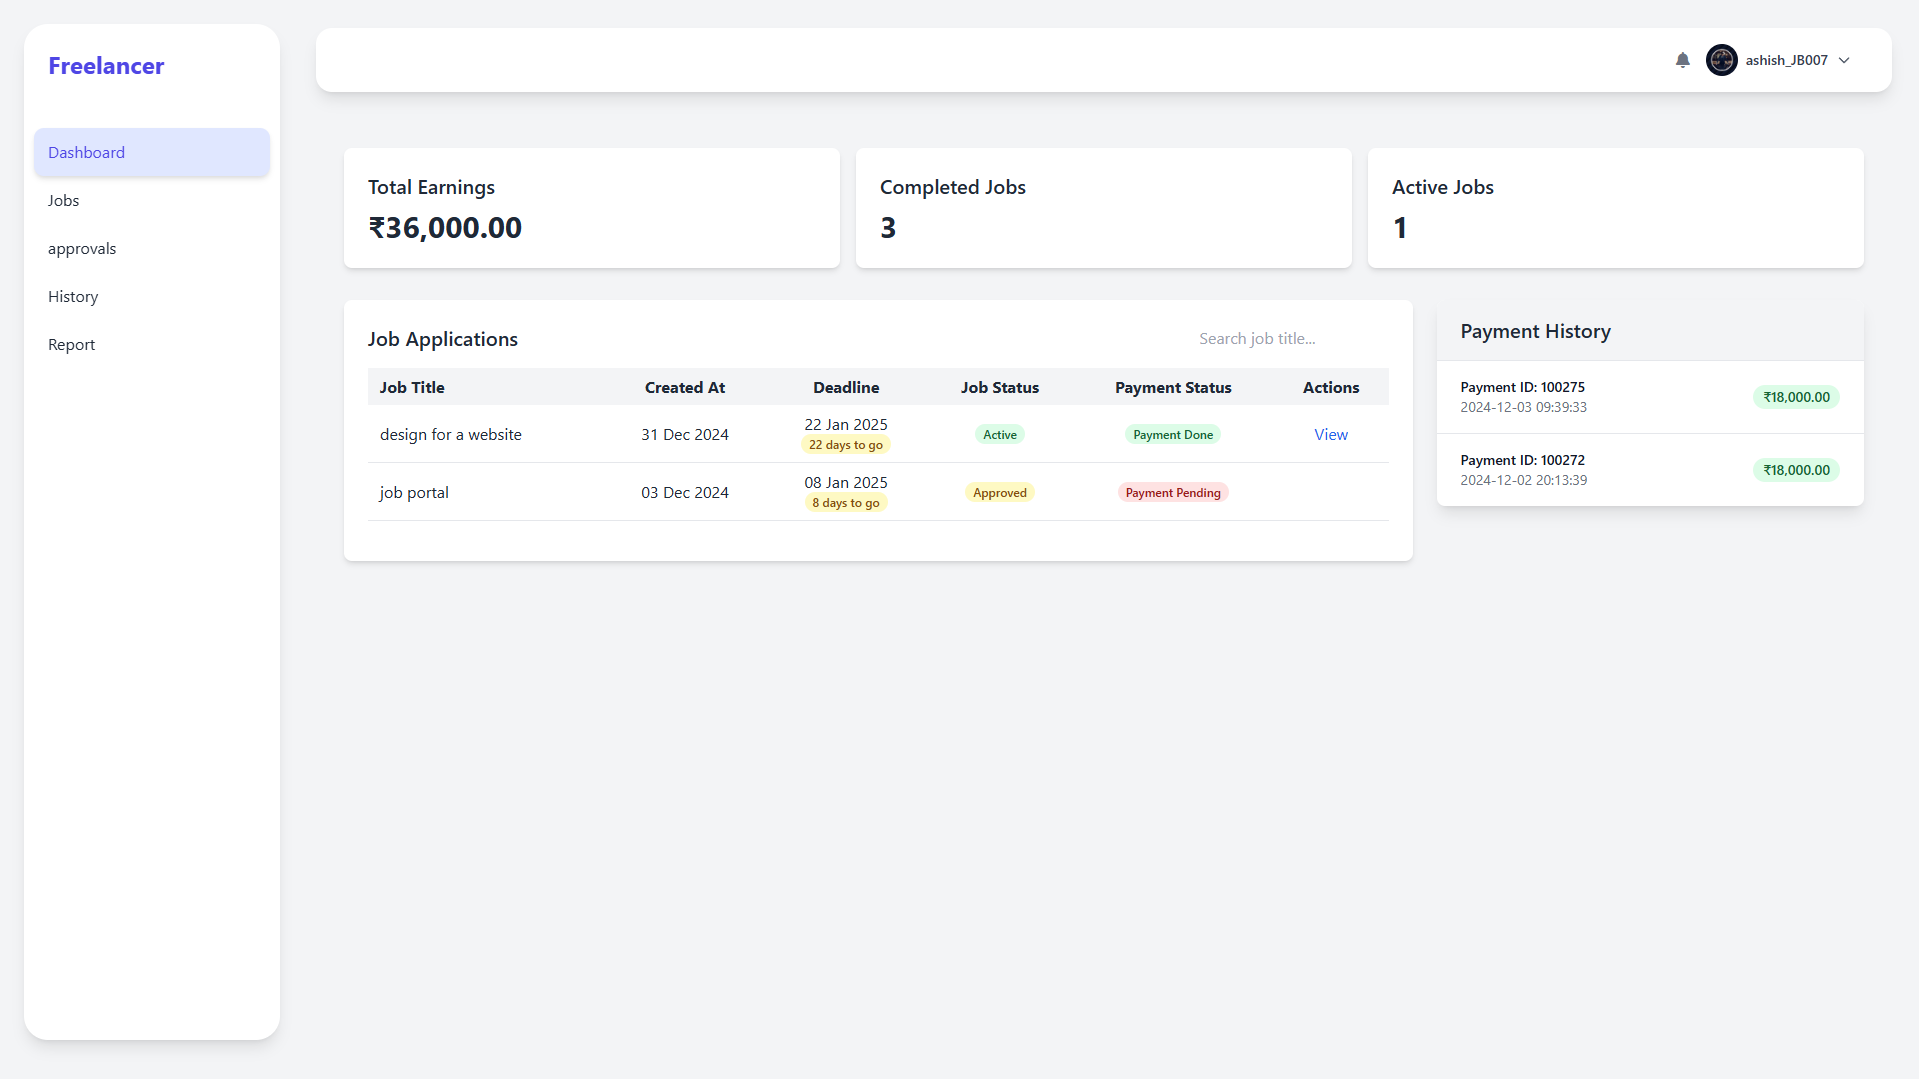 Freelancer
Dashboard
Jobs
approvals
History
Report
ashish_JB007
Total Earnings
₹36,000.00
Completed Jobs
3
Active Jobs
1
Job Applications
Search job title...
Job Title Created At Deadline Job Status Payment Status Actions
design for a website 31 Dec 2024 22 Jan 2025 Active Payment Done View
22 days to go
job portal 03 Dec 2024 08 Jan 2025 Approved Payment Pending
8 days to go
Payment History
Payment ID: 100275
2024-12-03 09:39:33
₹18,000.00
Payment ID: 100272
2024-12-02 20:13:39
₹18,000.00